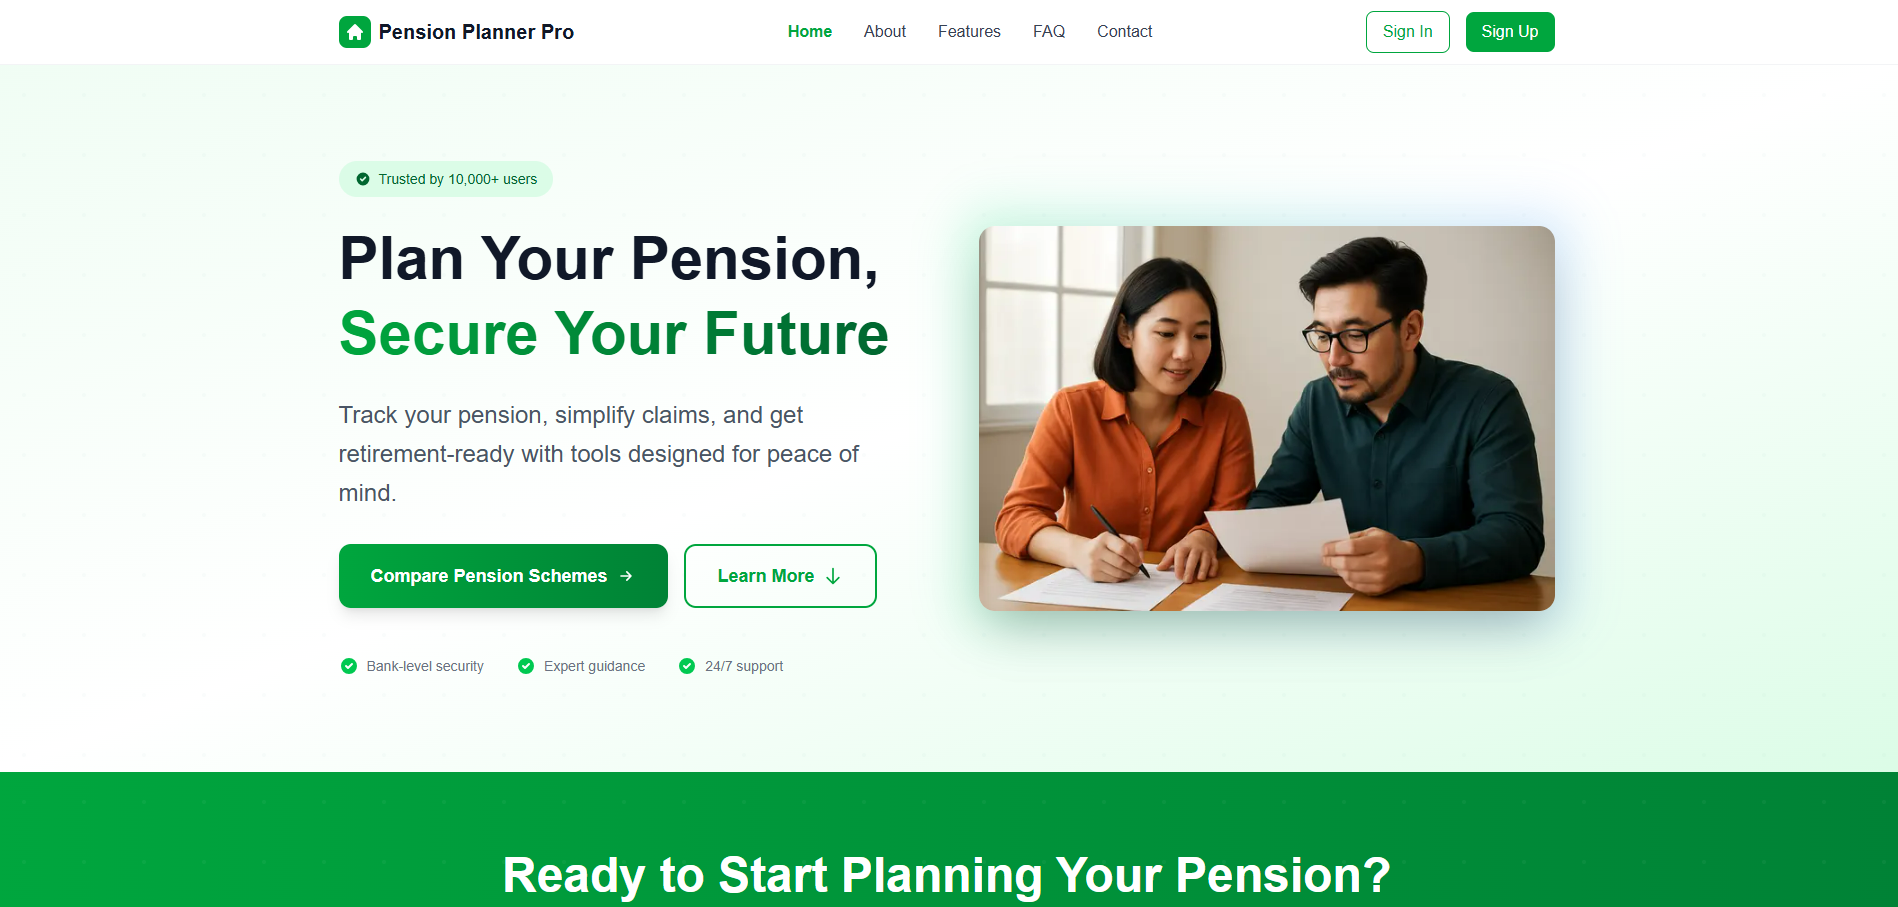 Pension Planner Pro
Home
About
Features
FAQ
Contact
Sign In
Sign Up
Trusted by 10,000+ users
Plan Your Pension,
Secure Your Future
Track your pension, simplify claims, and get
retirement-ready with tools designed for peace of
mind.
Compare Pension Schemes
Learn More
Bank-level security
Expert guidance
24/7 support
Ready to Start Planning Your Pension?